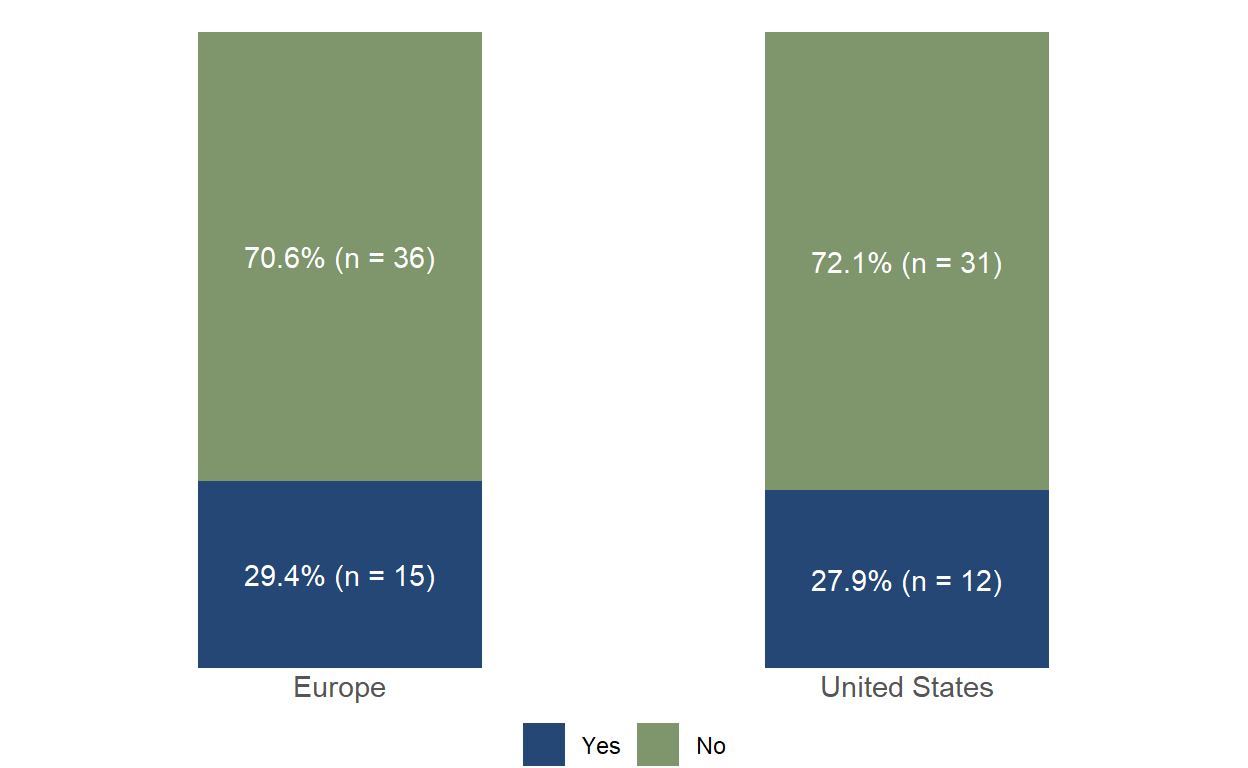 70.6% (n = 36)
72.1% (n = 31)
29.4% (n = 15)
27.9% (n = 12)
Europe
United States
Yes
No